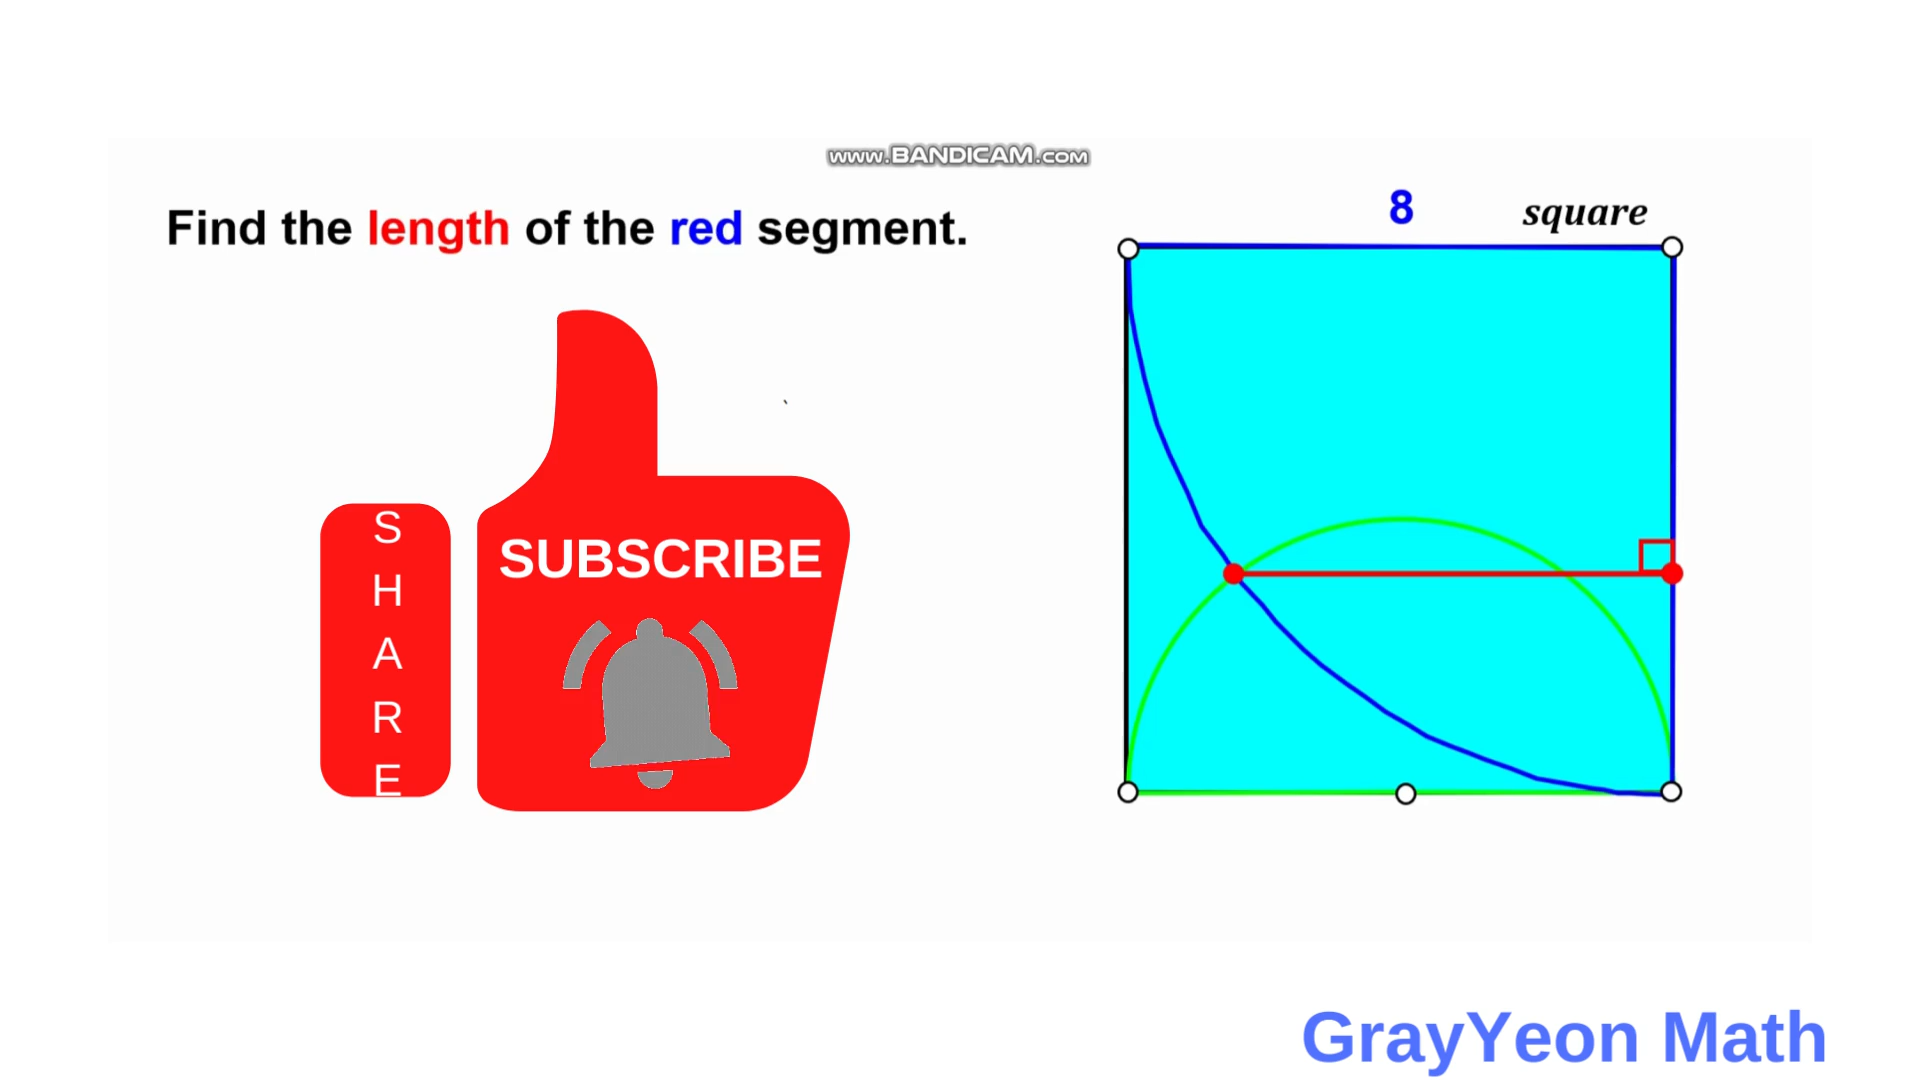 www.BANDICAM.com
Find the length of the red segment.
8
square
S
H
A
R
E
SUBSCRIBE
GrayYeon Math